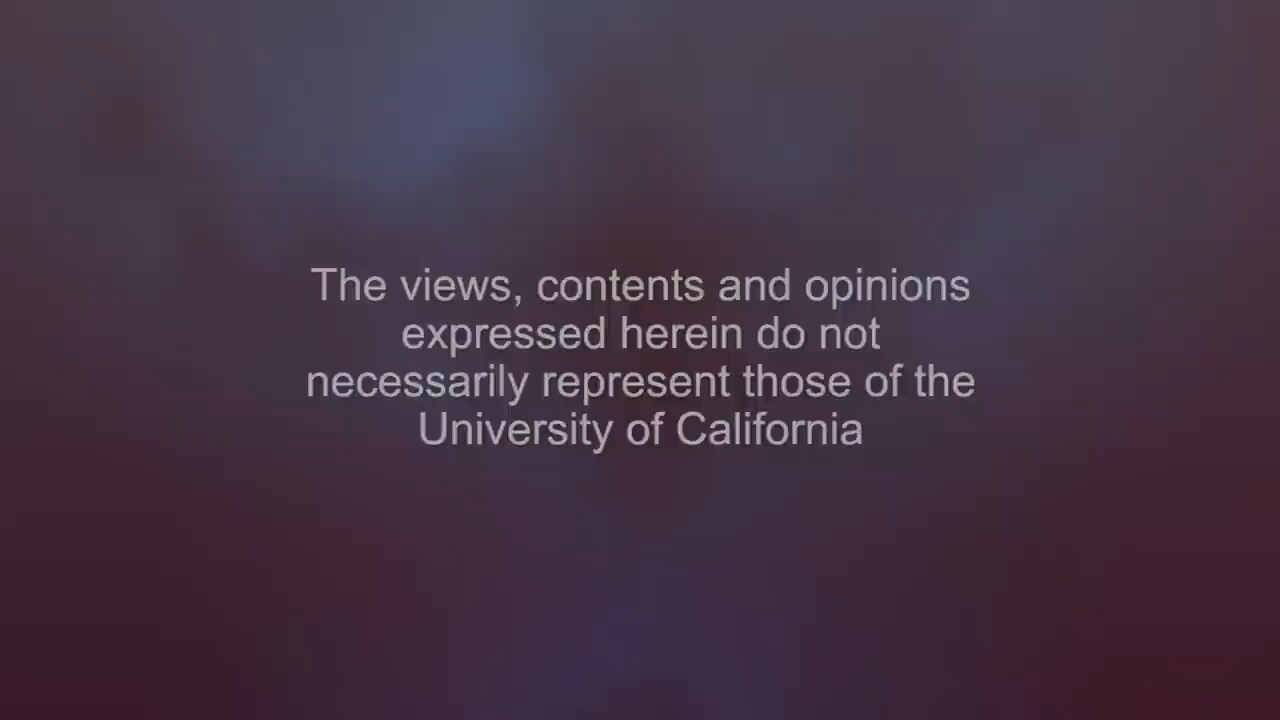 The views, contents and opinions
expressed herein do not
necessarily represent those of the
University of California